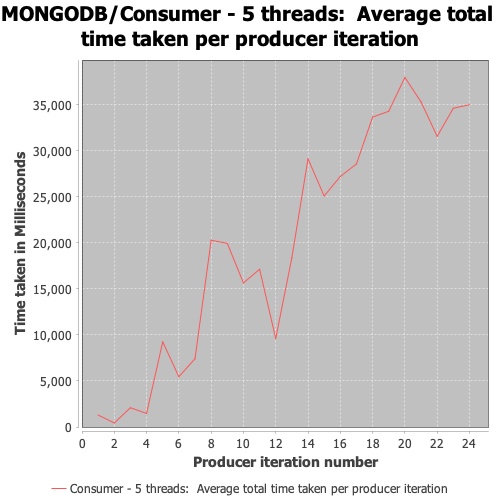 MONGODB/Consumer - 5 threads:  Average total
time taken per producer iteration
Time taken in Milliseconds
35,000
30,000
25,000
20,000
15,000
10,000
5,000
0
0 2 4 6 8 10 12 14 16 18 20 22 24
Producer iteration number
Consumer - 5 threads:  Average total time taken per producer iteration